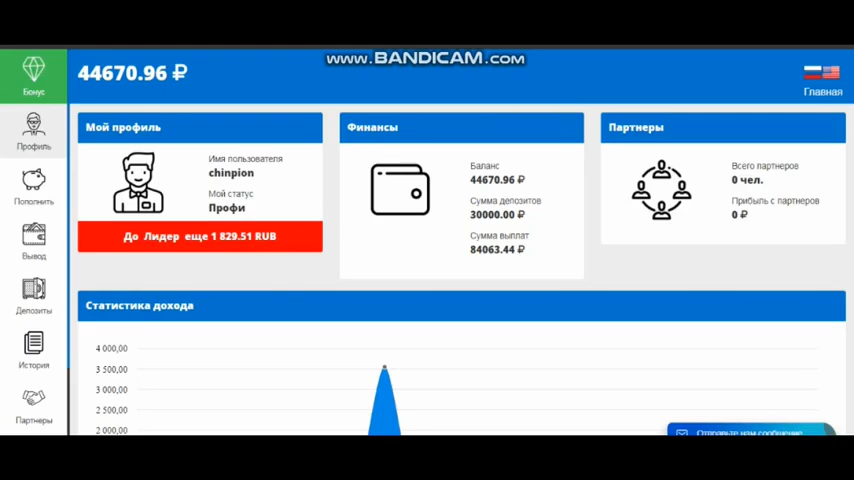 www.BANDICAM.com
44670.96 ₽
Главная
Бонус
Профиль
Пополнить
Вывод
Депозиты
История
Партнеры
Мой профиль
Имя пользователя
chinpion
Мой статус
Профи
До Лидер еще 1 829.51 RUB
Финансы
Баланс
44670.96 ₽
Сумма депозитов
30000.00 ₽
Сумма выплат
84063.44 ₽
Партнеры
Всего партнеров
0 чел.
Прибыль с партнеров
0 ₽
Статистика дохода
4 000,00
3 500,00
3 000,00
2 500,00
2 000,00
Отправьте нам сообщение